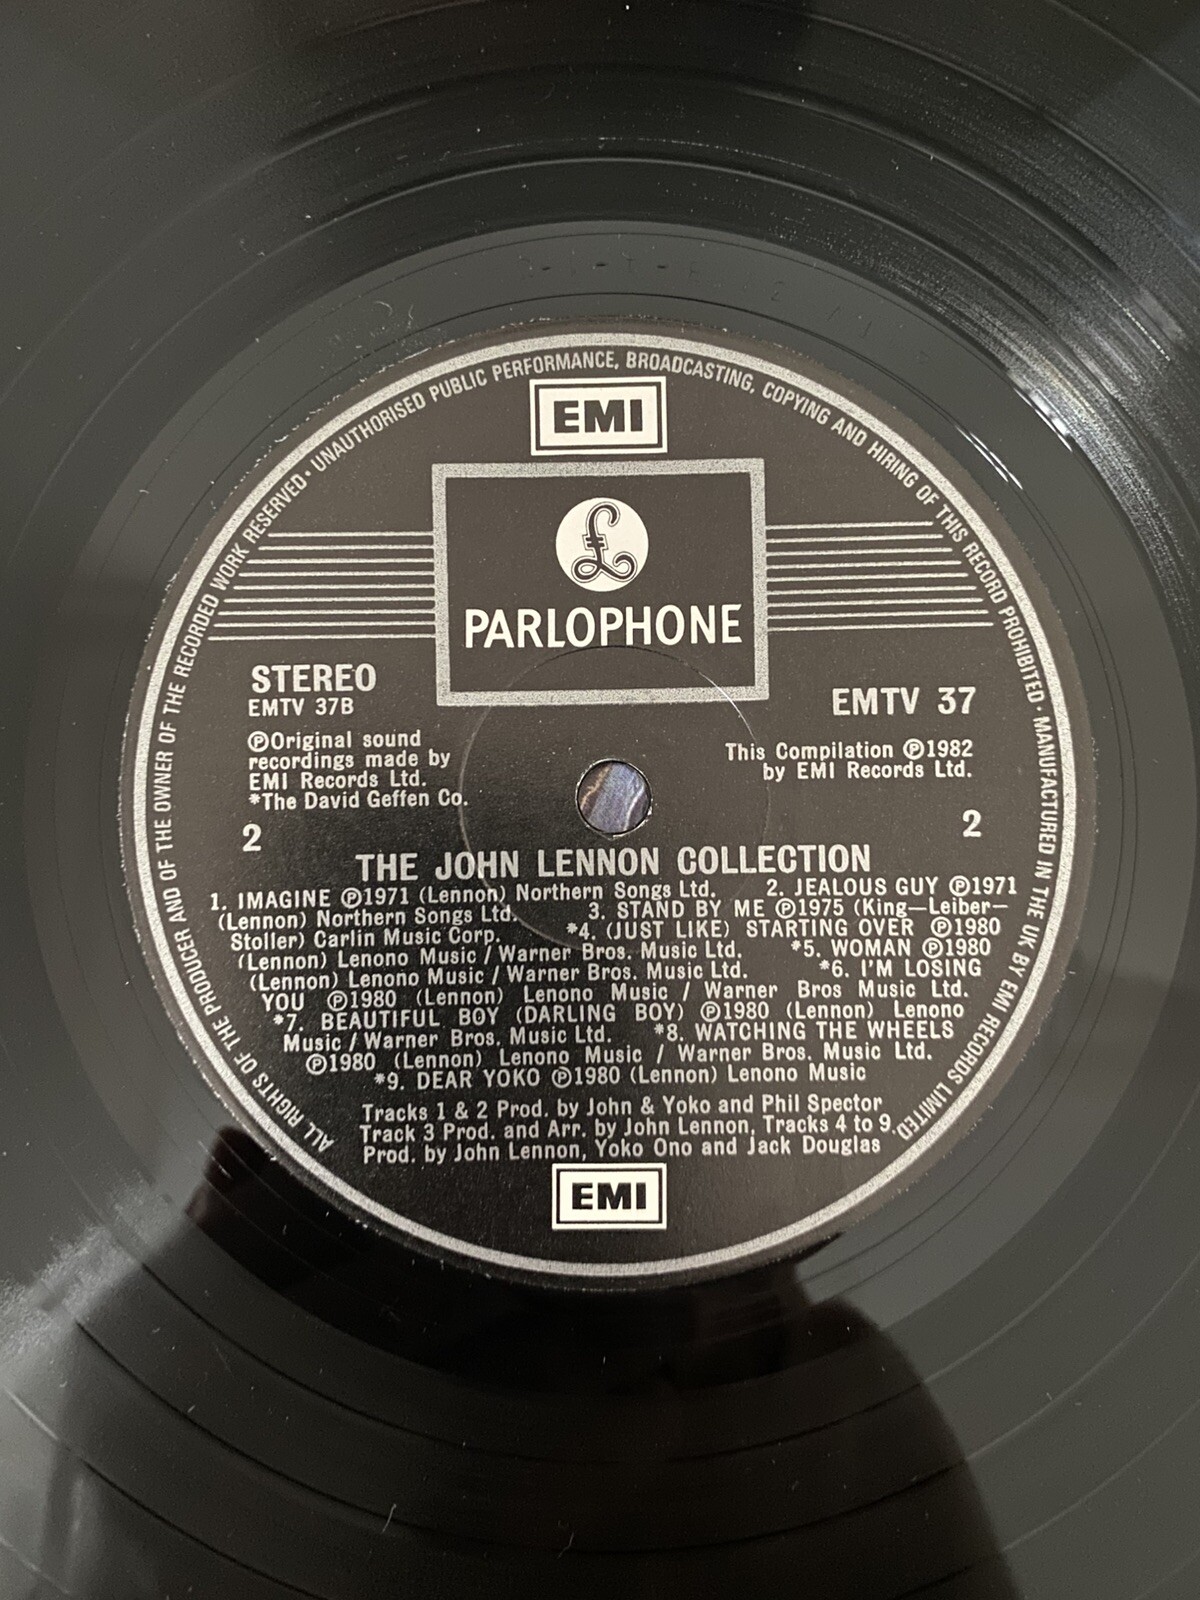 ALL RIGHTS OF THE PRODUCER AND OF THE OWNER OF THE RECORDED WORK RESERVED · UNAUTHORISED PUBLIC PERFORMANCE, BROADCASTING, COPYING AND HIRING OF THIS RECORD PROHIBITED · MANUFACTURED IN THE UK BY EMI RECORDS LIMITED.
EMI
£
PARLOPHONE
STEREO
EMTV 37B
EMTV 37
ⓅOriginal sound
recordings made by
EMI Records Ltd.
*The David Geffen Co.
This Compilation Ⓟ1982
by EMI Records Ltd.
2
2
THE JOHN LENNON COLLECTION
1. IMAGINE Ⓟ1971 (Lennon) Northern Songs Ltd. 2. JEALOUS GUY Ⓟ1971
(Lennon) Northern Songs Ltd. 3. STAND BY ME Ⓟ1975 (King—Leiber—
Stoller) Carlin Music Corp. *4. (JUST LIKE) STARTING OVER Ⓟ1980
(Lennon) Lenono Music / Warner Bros. Music Ltd. *5. WOMAN Ⓟ1980
(Lennon) Lenono Music / Warner Bros. Music Ltd. *6. I'M LOSING
YOU Ⓟ1980 (Lennon) Lenono Music / Warner Bros Music Ltd.
*7. BEAUTIFUL BOY (DARLING BOY) Ⓟ1980 (Lennon) Lenono
Music / Warner Bros. Music Ltd. *8. WATCHING THE WHEELS
Ⓟ1980 (Lennon) Lenono Music / Warner Bros. Music Ltd.
*9. DEAR YOKO Ⓟ1980 (Lennon) Lenono Music
Tracks 1 & 2 Prod. by John & Yoko and Phil Spector
Track 3 Prod. and Arr. by John Lennon, Tracks 4 to 9,
Prod. by John Lennon, Yoko Ono and Jack Douglas
EMI